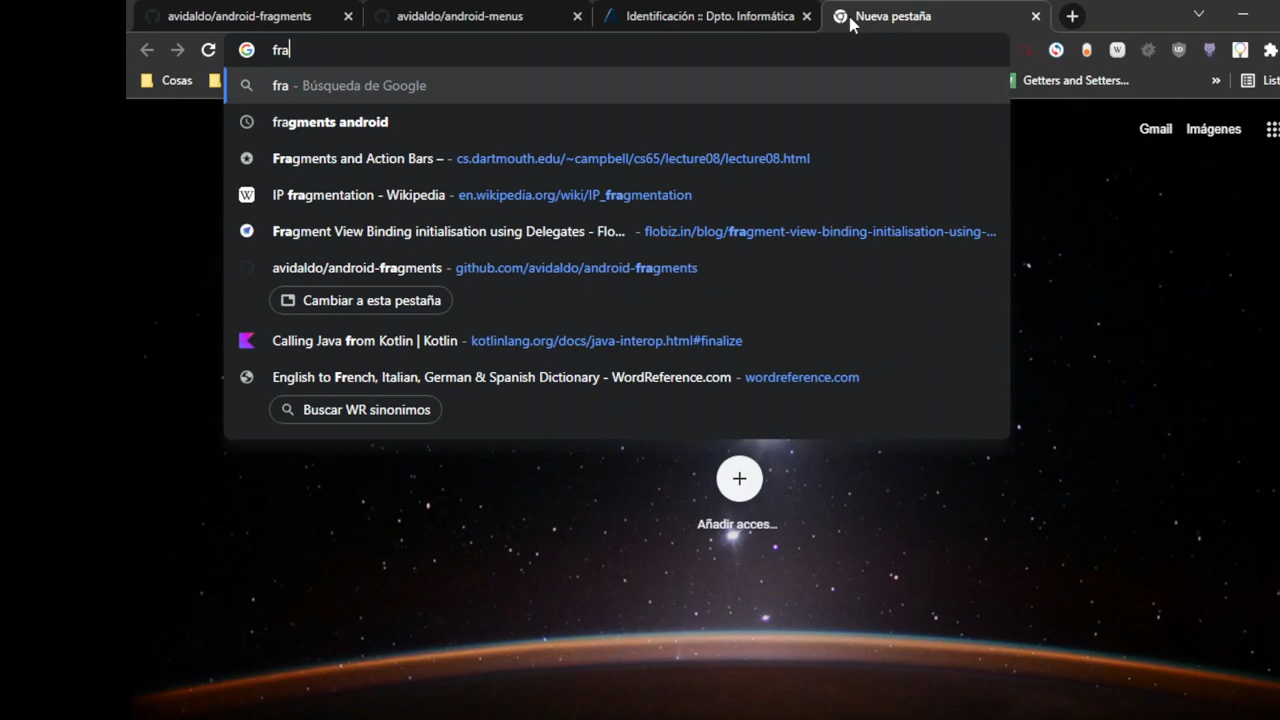 avidaldo/android-fragments
avidaldo/android-menus
Identificación :: Dpto. Informática
Nueva pestaña
fra
Cosas
Getters and Setters...
»
List
fra - Búsqueda de Google
fragments android
Fragments and Action Bars – - cs.dartmouth.edu/~campbell/cs65/lecture08/lecture08.html
IP fragmentation - Wikipedia - en.wikipedia.org/wiki/IP_fragmentation
Fragment View Binding initialisation using Delegates - Flo... - flobiz.in/blog/fragment-view-binding-initialisation-using-...
avidaldo/android-fragments - github.com/avidaldo/android-fragments
Cambiar a esta pestaña
Calling Java from Kotlin | Kotlin - kotlinlang.org/docs/java-interop.html#finalize
English to French, Italian, German & Spanish Dictionary - WordReference.com - wordreference.com
Buscar WR sinonimos
Gmail Imágenes
Añadir acces...